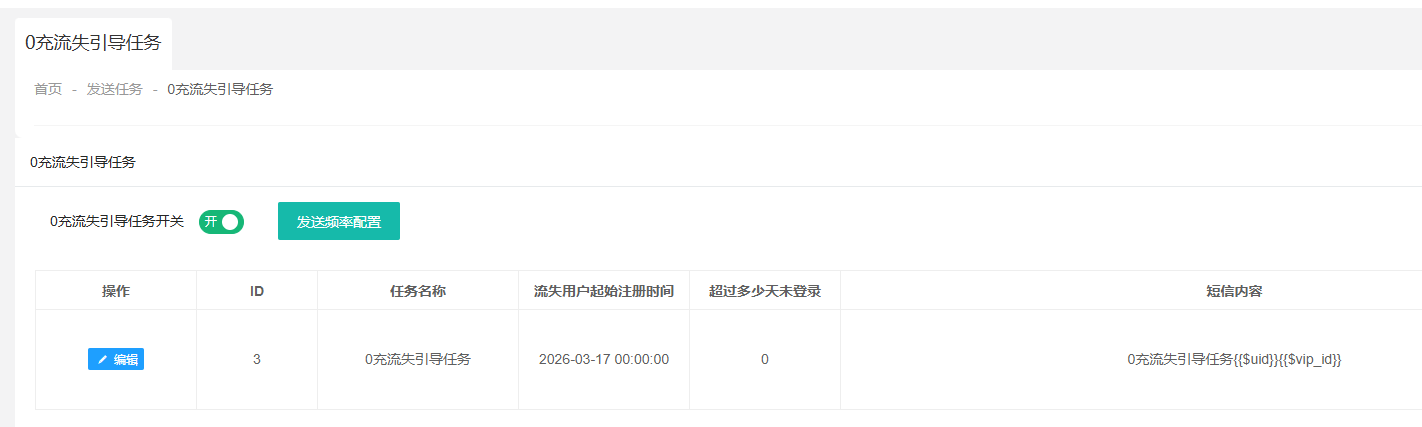 0充流失引导任务
首页 - 发送任务 - 0充流失引导任务
0充流失引导任务
0充流失引导任务开关 开 发送频率配置
操作 ID 任务名称 流失用户起始注册时间 超过多少天未登录 短信内容
编辑 3 0充流失引导任务 2026-03-17 00:00:00 0 0充流失引导任务{{$uid}}{{$vip_id}}